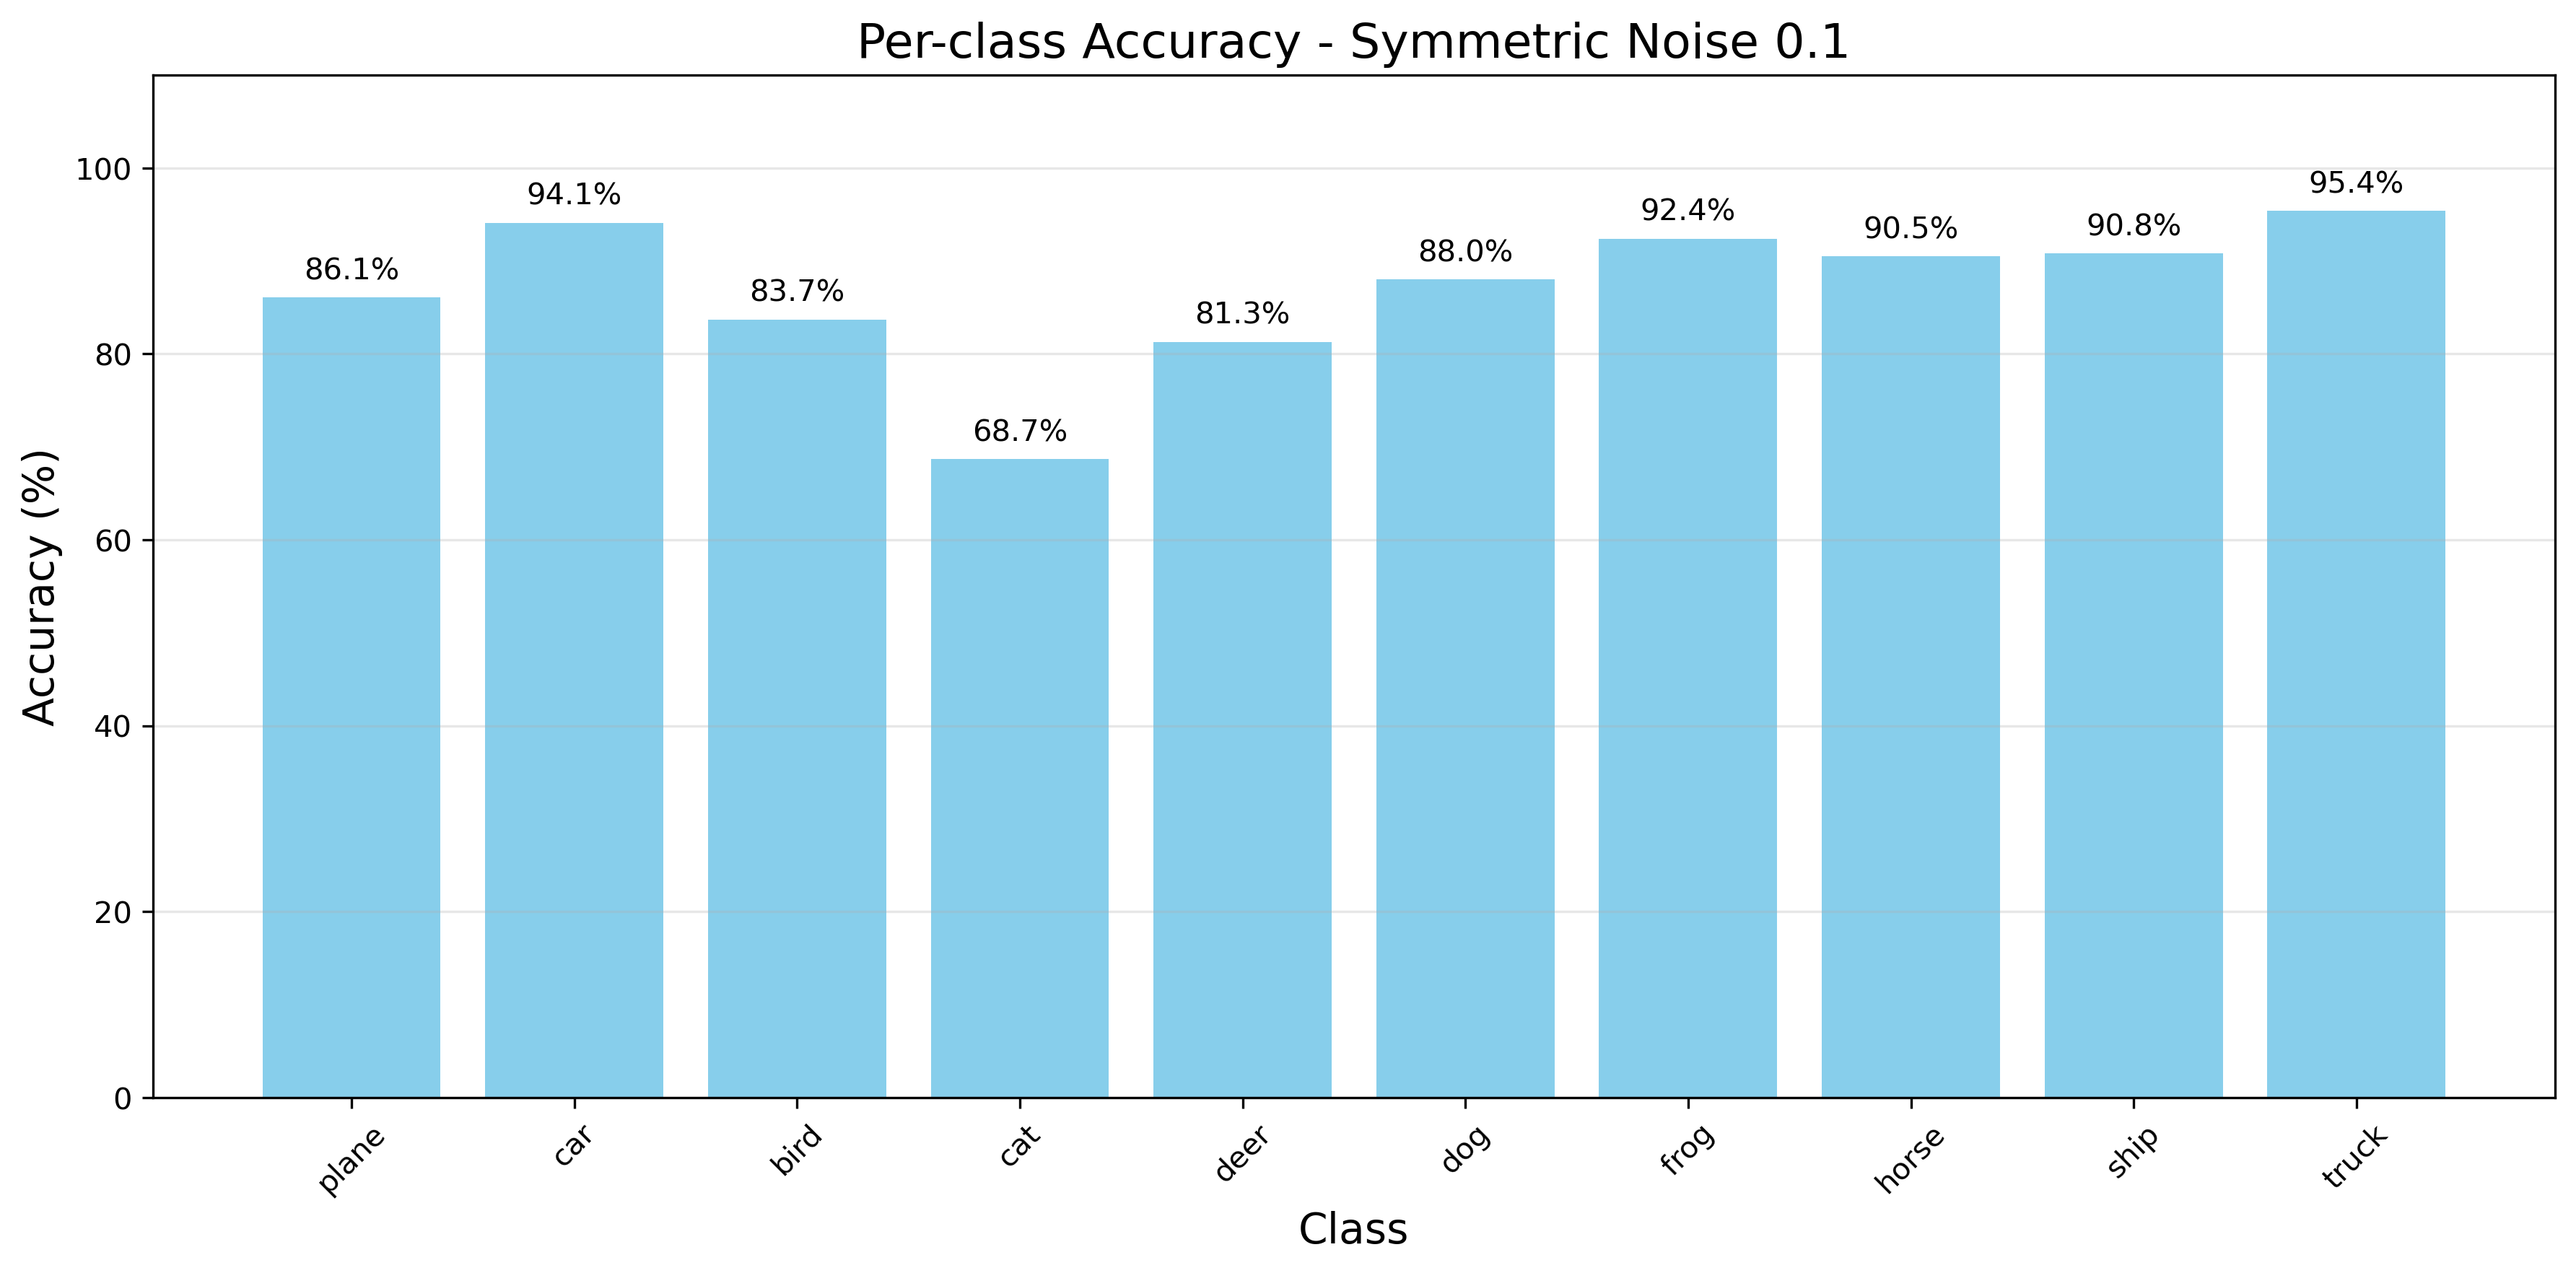 Per-class Accuracy - Symmetric Noise 0.1
Accuracy (%)
100
80
60
40
20
0
86.1%
94.1%
83.7%
68.7%
81.3%
88.0%
92.4%
90.5%
90.8%
95.4%
plane
car
bird
cat
deer
dog
frog
horse
ship
truck
Class